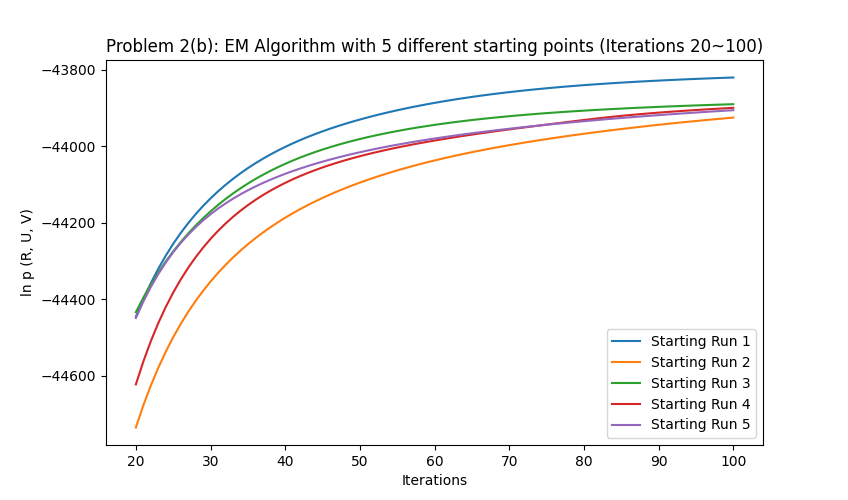 Problem 2(b): EM Algorithm with 5 different starting points (Iterations 20~100)
−43800
−44000
−44200
−44400
−44600
ln p (R, U, V)
20 30 40 50 60 70 80 90 100
Iterations
Starting Run 1
Starting Run 2
Starting Run 3
Starting Run 4
Starting Run 5